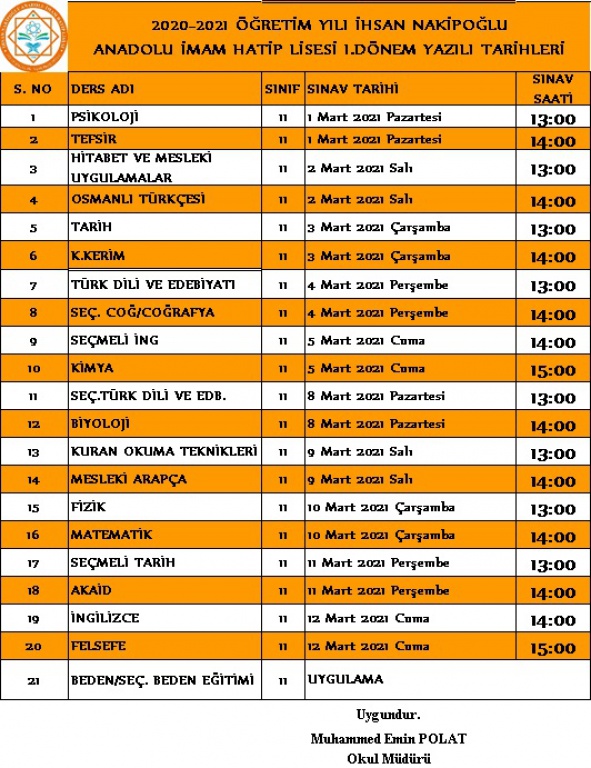 2020-2021 ÖĞRETİM YILI İHSAN NAKİPOĞLU
ANADOLU İMAM HATİP LİSESİ 1.DÖNEM YAZILI TARİHLERİ
S. NO DERS ADI SINIF SINAV TARİHİ SINAV SAATİ
1 PSİKOLOJİ 11 1 Mart 2021 Pazartesi 13:00
2 TEFSİR 11 1 Mart 2021 Pazartesi 14:00
3 HİTABET VE MESLEKİ UYGULAMALAR 11 2 Mart 2021 Salı 13:00
4 OSMANLI TÜRKÇESİ 11 2 Mart 2021 Salı 14:00
5 TARİH 11 3 Mart 2021 Çarşamba 13:00
6 K.KERİM 11 3 Mart 2021 Çarşamba 14:00
7 TÜRK DİLİ VE EDEBİYATI 11 4 Mart 2021 Perşembe 13:00
8 SEÇ. COĞ/COĞRAFYA 11 4 Mart 2021 Perşembe 14:00
9 SEÇMELİ İNG 11 5 Mart 2021 Cuma 14:00
10 KİMYA 11 5 Mart 2021 Cuma 15:00
11 SEÇ.TÜRK DİLİ VE EDB. 11 8 Mart 2021 Pazartesi 13:00
12 BİYOLOJİ 11 8 Mart 2021 Pazartesi 14:00
13 KURAN OKUMA TEKNİKLERİ 11 9 Mart 2021 Salı 13:00
14 MESLEKİ ARAPÇA 11 9 Mart 2021 Salı 14:00
15 FİZİK 11 10 Mart 2021 Çarşamba 13:00
16 MATEMATİK 11 10 Mart 2021 Çarşamba 14:00
17 SEÇMELİ TARİH 11 11 Mart 2021 Perşembe 13:00
18 AKAİD 11 11 Mart 2021 Perşembe 14:00
19 İNGİLİZCE 11 12 Mart 2021 Cuma 14:00
20 FELSEFE 11 12 Mart 2021 Cuma 15:00
21 BEDEN/SEÇ. BEDEN EĞİTİMİ 11 UYGULAMA
Uygundur.
Muhammed Emin POLAT
Okul Müdürü